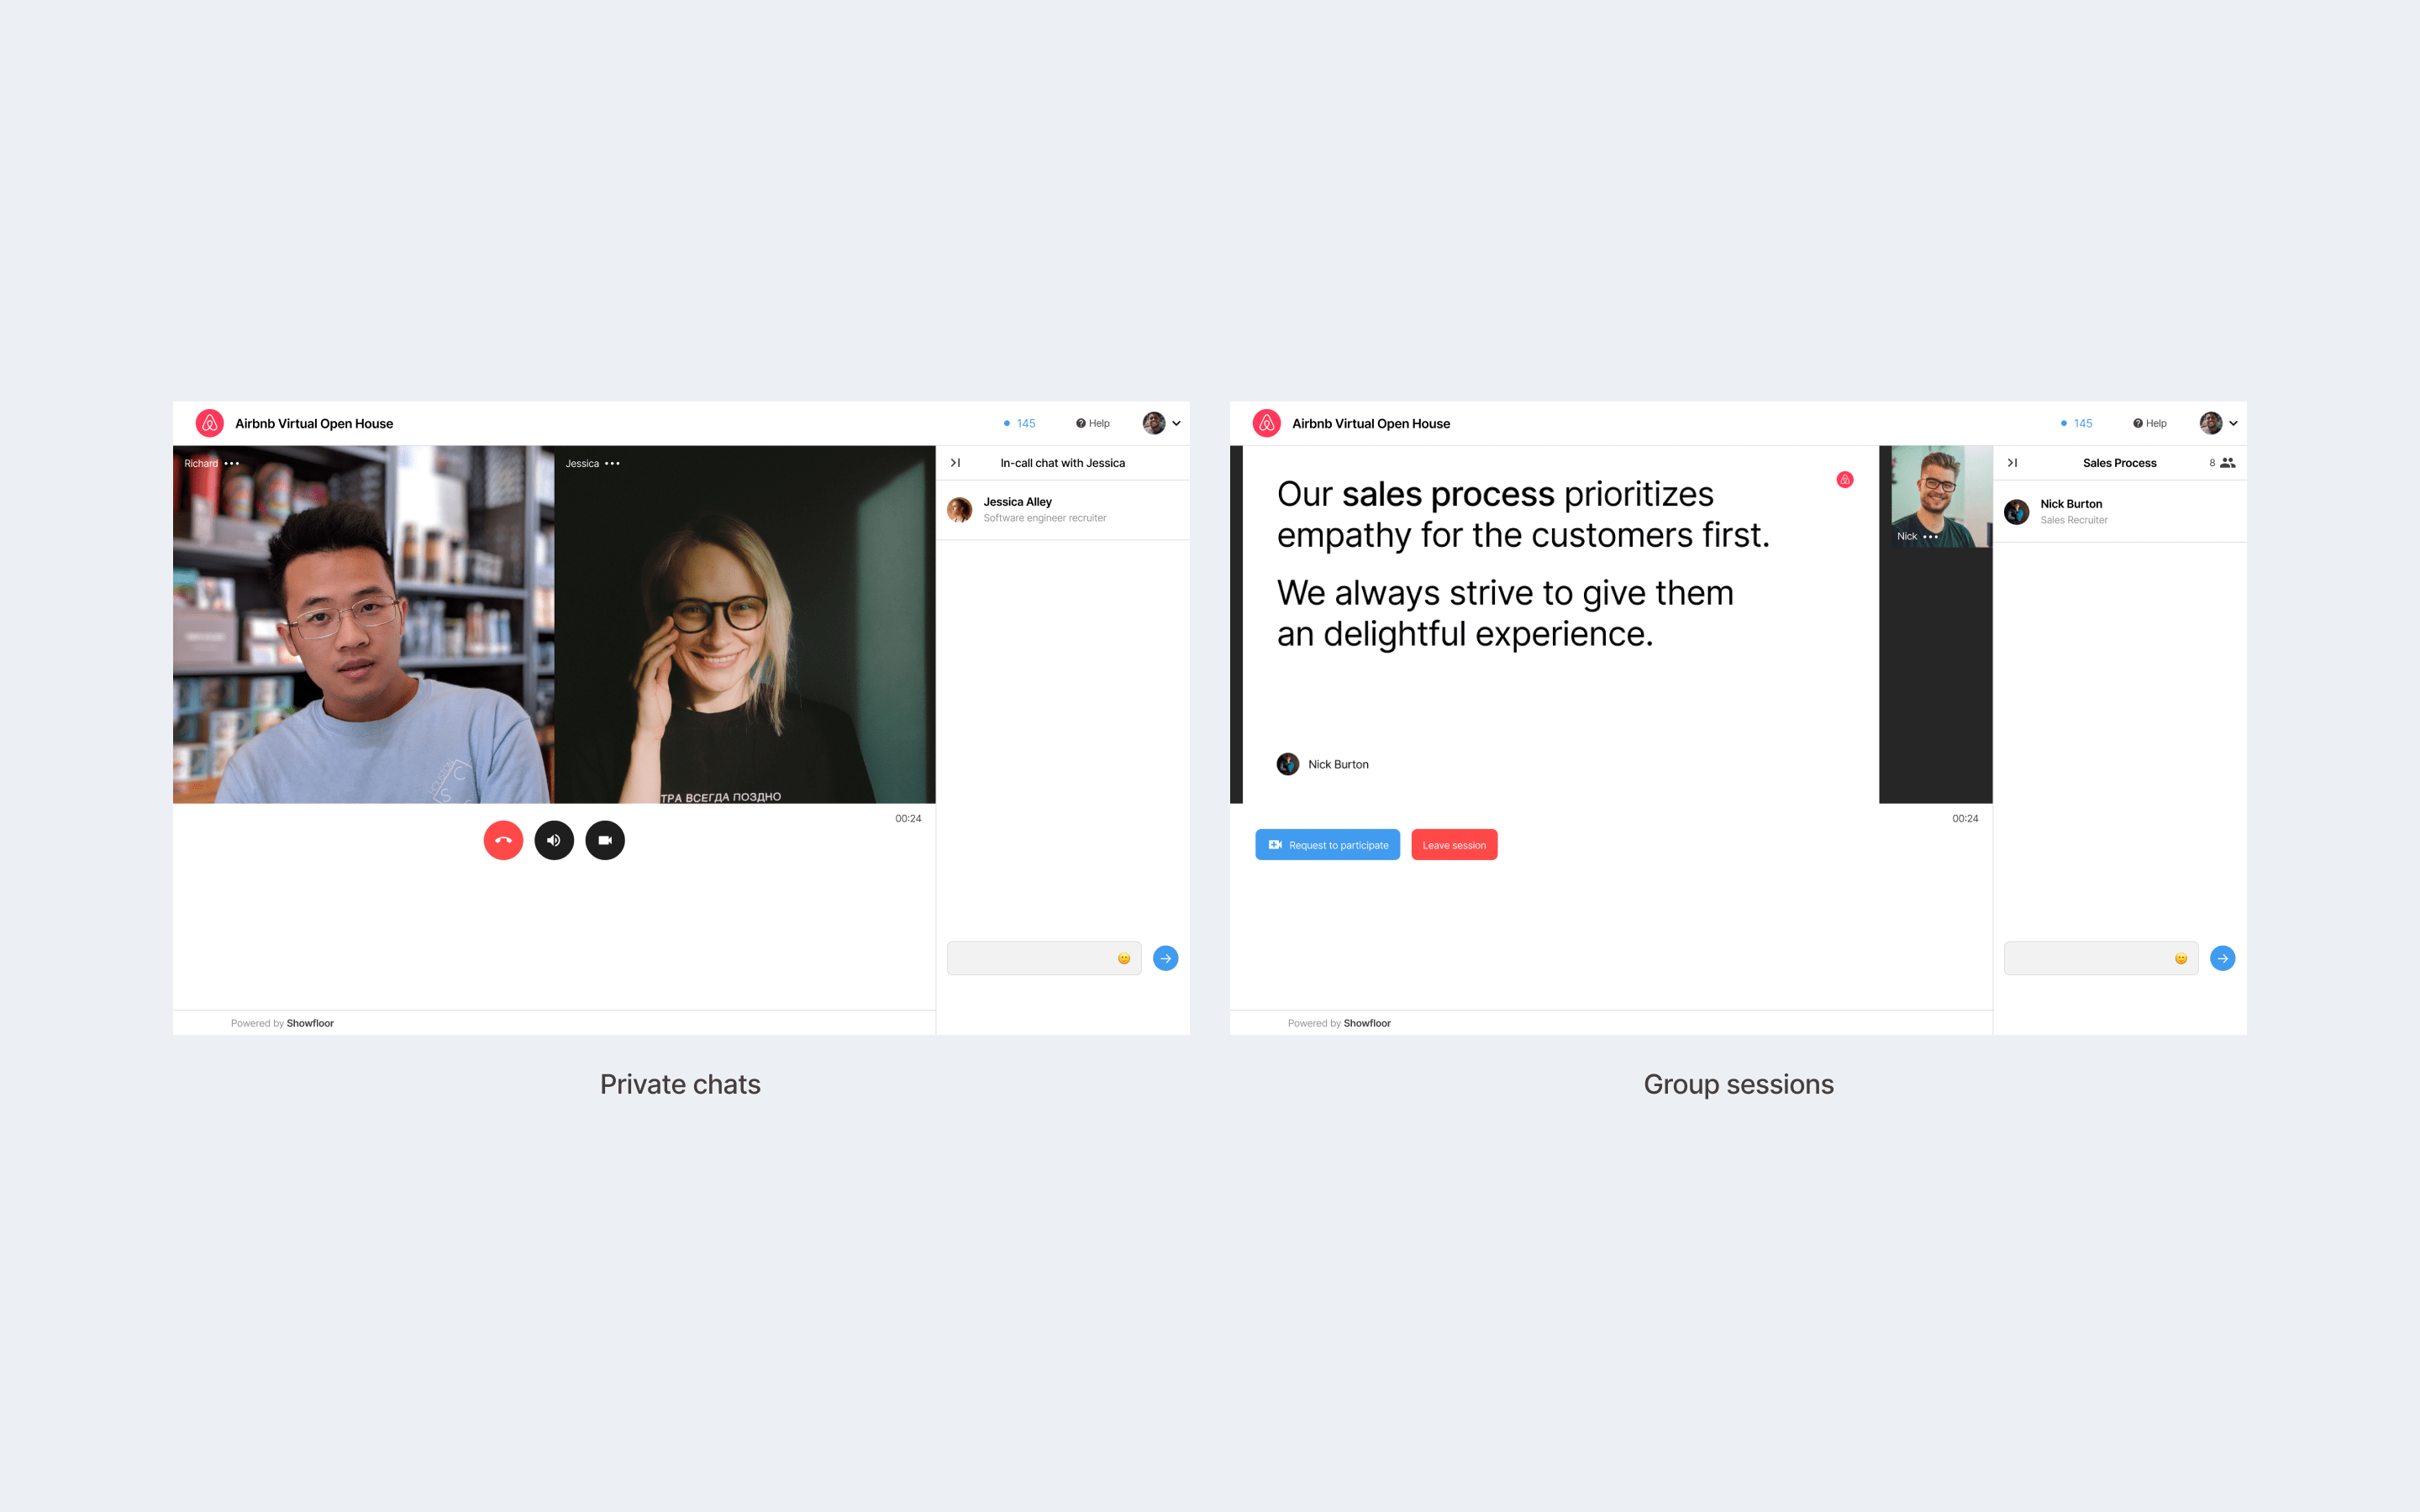 Airbnb Virtual Open House
145
Help
Richard
Jessica
In-call chat with Jessica
Jessica Alley
Software engineer recruiter
ТРА ВСЕГДА ПОЗДНО
00:24
Powered by Showfloor
Private chats
Airbnb Virtual Open House
145
Help
Our sales process prioritizes
empathy for the customers first.
We always strive to give them
an delightful experience.
Nick Burton
Nick
Sales Process
8
Nick Burton
Sales Recruiter
00:24
Request to participate
Leave session
Powered by Showfloor
Group sessions